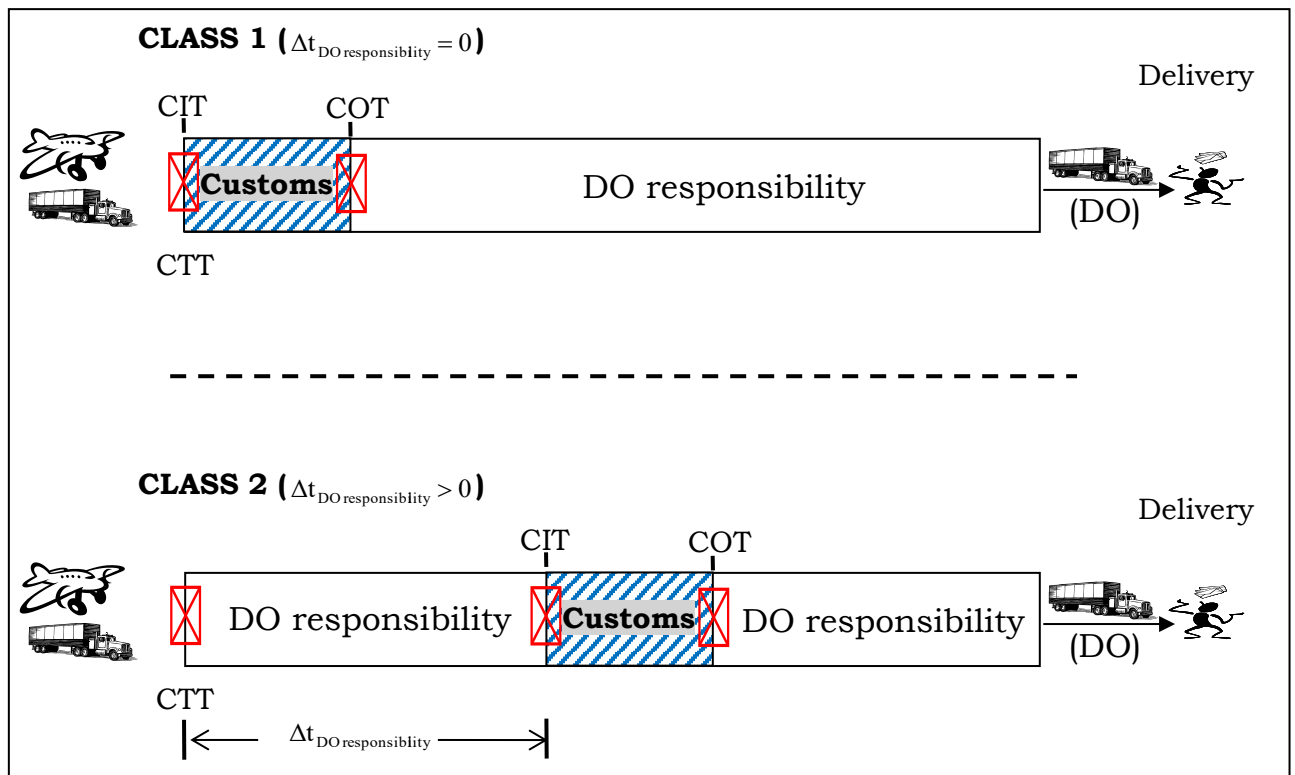 CLASS 1 (Δt DO responsiblity = 0)
Delivery
CIT COT
Customs DO responsibility
(DO)
CTT
CLASS 2 (Δt DO responsiblity > 0)
Delivery
CIT COT
DO responsibility Customs DO responsibility
(DO)
CTT
Δt DO responsiblity